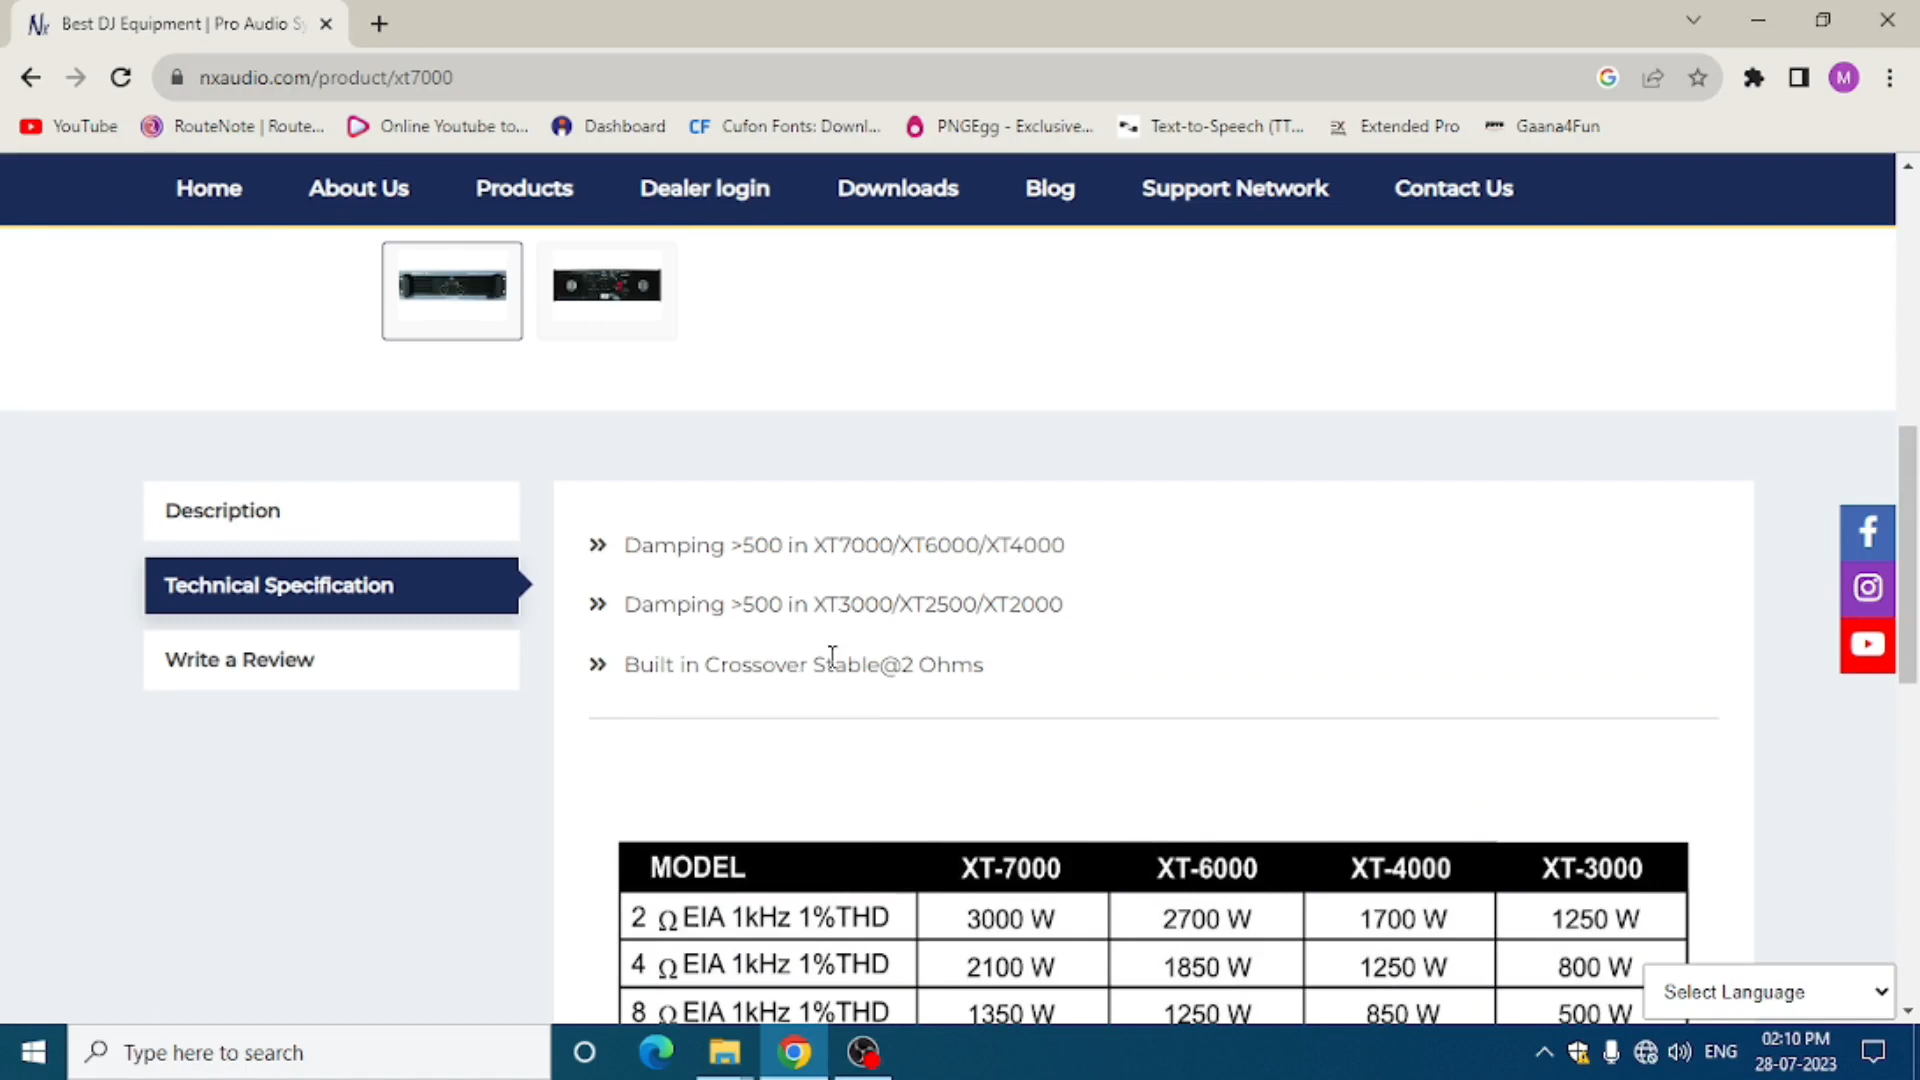 Best DJ Equipment | Pro Audio Sy
nxaudio.com/product/xt7000
M
YouTube
RouteNote | Route...
Online Youtube to...
Dashboard
CF Cufon Fonts: Downl...
PNGEgg - Exclusive...
Text-to-Speech (TT...
Extended Pro
Gaana4Fun
Home About Us Products Dealer login Downloads Blog Support Network Contact Us
Description
Technical Specification
Write a Review
Damping >500 in XT7000/XT6000/XT4000
Damping >500 in XT3000/XT2500/XT2000
Built in Crossover Stable@2 Ohms
MODEL XT-7000 XT-6000 XT-4000 XT-3000
2 Ω EIA 1kHz 1%THD 3000 W 2700 W 1700 W 1250 W
4 Ω EIA 1kHz 1%THD 2100 W 1850 W 1250 W 800 W
8 Ω EIA 1kHz 1%THD 1350 W 1250 W 850 W 500 W
Select Language
Type here to search
ENG
02:10 PM
28-07-2023